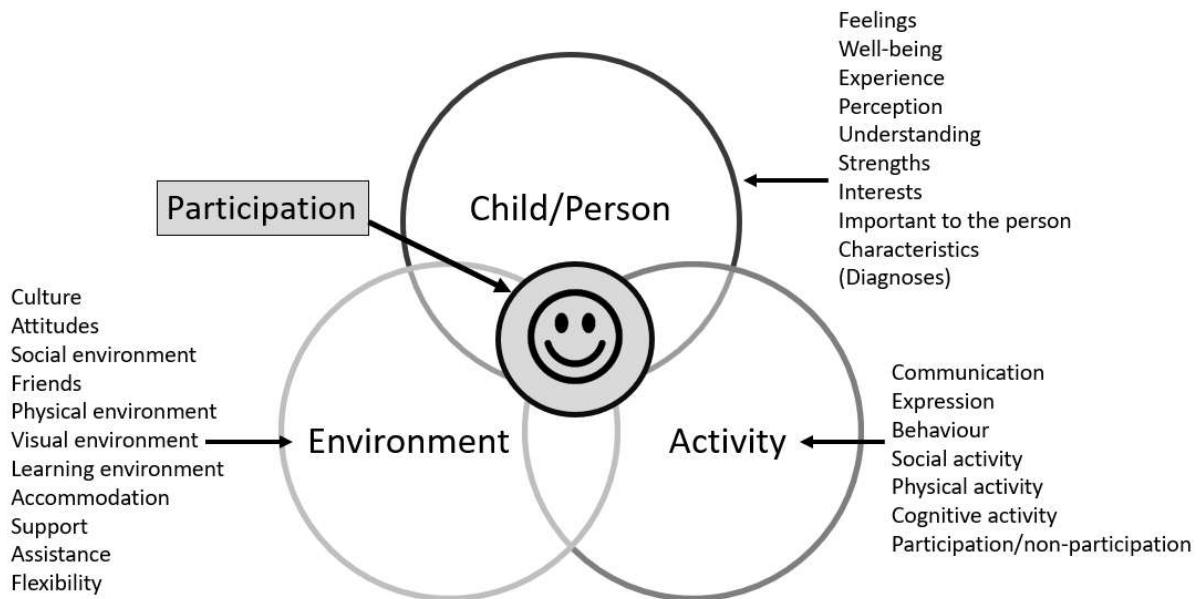 Feelings
Well-being
Experience
Perception
Understanding
Strengths
Interests
Important to the person
Characteristics
(Diagnoses)
Participation
Child/Person
Culture
Attitudes
Social environment
Friends
Physical environment
Visual environment
Learning environment
Accommodation
Support
Assistance
Flexibility
Environment
Activity
Communication
Expression
Behaviour
Social activity
Physical activity
Cognitive activity
Participation/non-participation